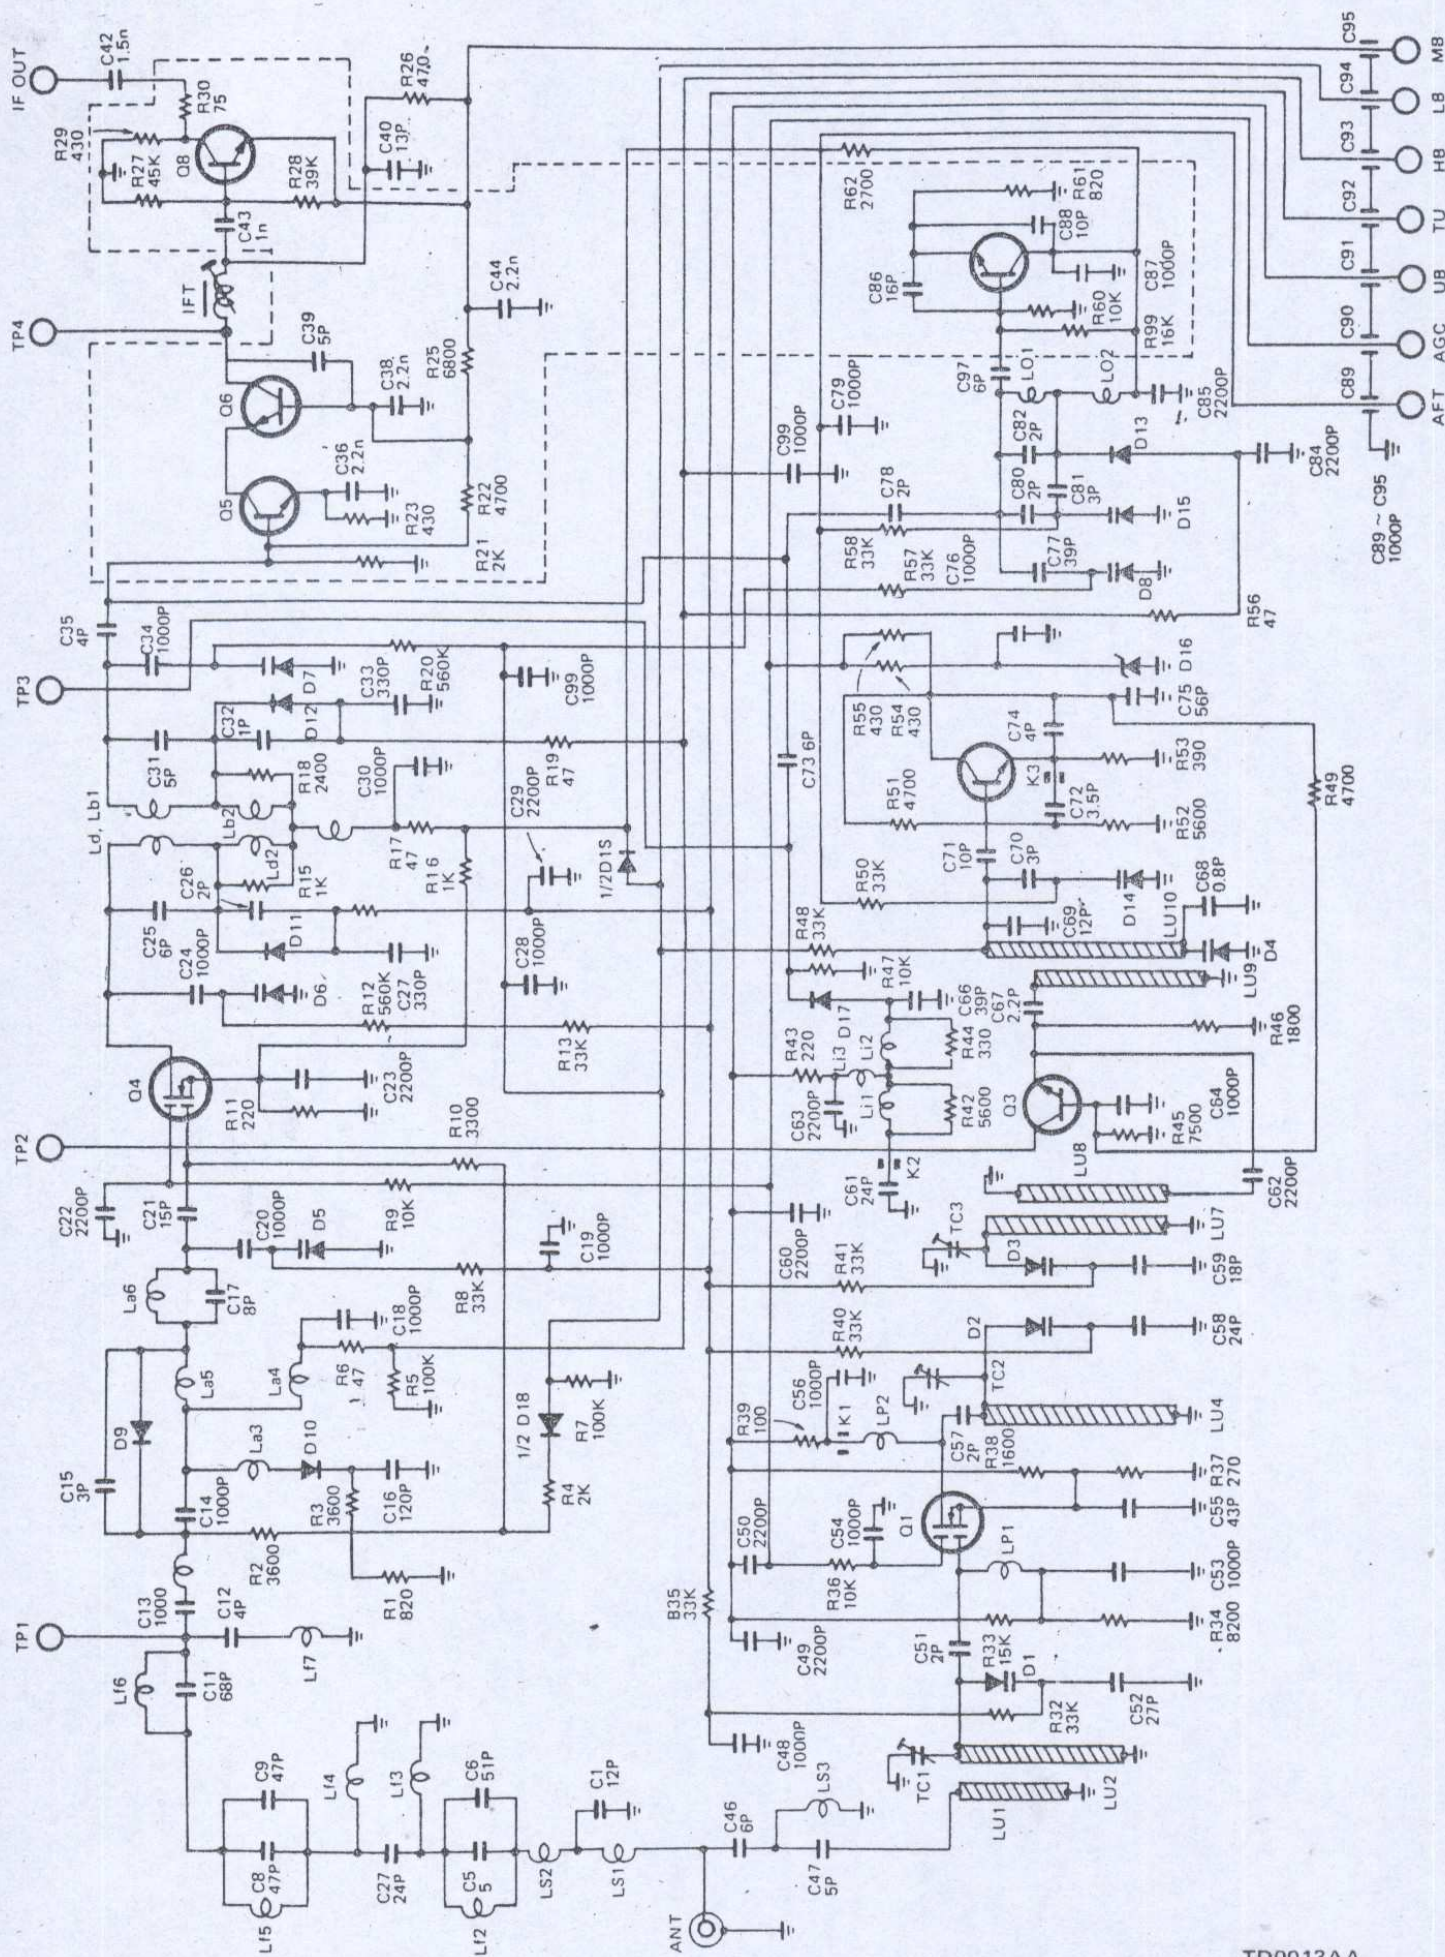 IF OUT
C42
1.5n
R29
430
R27
45K
R30
75
Q8
R28
39K
C43
1n
R26
470
C40
13P
TP4
IFT
C39
5P
Q6
C38
2.2n
R25
6800
C44
2.2n
Q5
C36
2.2n
R23
430
R22
4700
R21
2K
C35
4P
TP3
C34
1000P
D7
C33
330P
R20
560K
D12
C32
1P
C31
5P
R18
2400
C30
1000P
R19
47
C99
1000P
Ld, Lb1
Lb2
Ld2
C26
2P
R15
1K
R17
47
R16
1K
C29
2200P
C25
6P
D11
C24
1000P
D6
R12
560K
C27
330P
C28
1000P
R13
33K
1/2D1S
Q4
R11
220
C23
2200P
R10
3300
TP2
C22
2200P
C21
15P
R9
10K
C20
1000P
D5
La6
C17
8P
R8
33K
C19
1000P
La5
La4
C18
1000P
R6
47
R5
100K
D9
La3
D10
1/2 D18
R7
100K
C15
3P
C14
1000P
R3
3600
C16
120P
R4
2K
R2
3600
R1
820
TP1
C13
1000
C12
4P
Lf7
Lf6
C11
68P
C9
47P
C8
47P
Lf5
Lf4
Lf3
C27
24P
C6
51P
C5
5
Lf2
LS2
C1
12P
LS1
ANT
C46
6P
LS3
C47
5P
C48
1000P
TC1
LU1
LU2
B35
33K
C49
2200P
C51
2P
R33
15K
D1
R32
33K
C52
27P
R34
8200
C50
2200P
R36
10K
C54
1000P
Q1
LP1
C53
1000P
C55
43P
R37
270
R39
100
C56
1000P
K1
LP2
C57
2P
R38
1600
LU4
TC2
D2
R40
33K
C58
24P
R41
33K
C60
2200P
TC3
D3
C59
18P
LU7
LU8
C62
2200P
C61
24P
K2
R42
5600
Li1
C63
2200P
Li3
Li2
R43
220
R44
330
D17
C66
39P
C67
2.2P
R47
10K
R48
33K
Q3
R45
7500
C64
1000P
R46
1800
LU9
D4
LU10
C68
0.8P
C69
12P
D14
C70
3P
C71
10P
R50
33K
R51
4700
C72
3.5P
K3
R52
5600
R53
390
C74
4P
C75
56P
R49
4700
R55
430
R54
430
D16
C73 6P
R56
47
R58
33K
R57
33K
C76
1000P
C77
39P
D8
C78
2P
C80
2P
C81
3P
D15
C82
2P
D13
C84
2200P
C79
1000P
C99
1000P
C97
6P
LO1
LO2
C85
2200P
C86
16P
R60
10K
R99
16K
C87
1000P
C88
10P
R61
820
R62
2700
C95
C94
C93
C92
C91
C90
C89
C89 ~ C95
1000P
MB
LB
HB
TU
UB
AGC
AFT